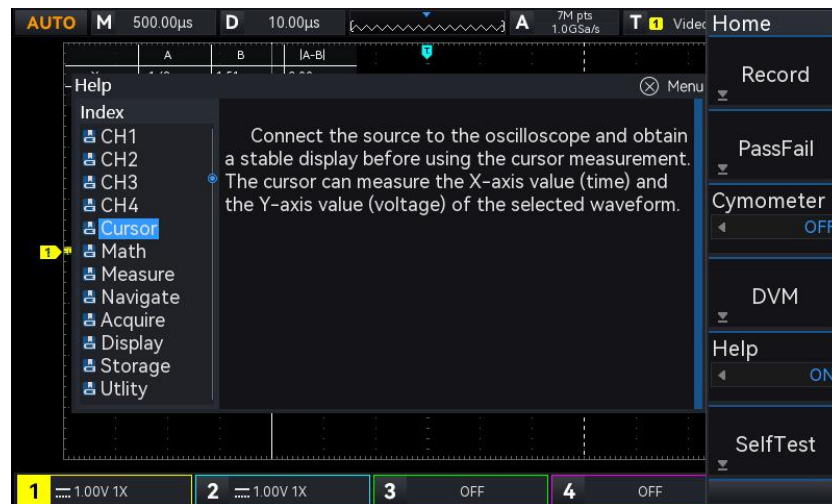 AUTO M 500.00μs D 10.00μs A 7M pts 1.0GSa/s T 1 Video
Home
A B |A-B|
Help Menu
Index
CH1
CH2
CH3
CH4
Cursor
Math
Measure
Navigate
Acquire
Display
Storage
Utlity
Connect the source to the oscilloscope and obtain
a stable display before using the cursor measurement.
The cursor can measure the X-axis value (time) and
the Y-axis value (voltage) of the selected waveform.
T
1
Record
PassFail
Cymometer
OFF
DVM
Help
ON
SelfTest
1 1.00V 1X 2 1.00V 1X 3 OFF 4 OFF